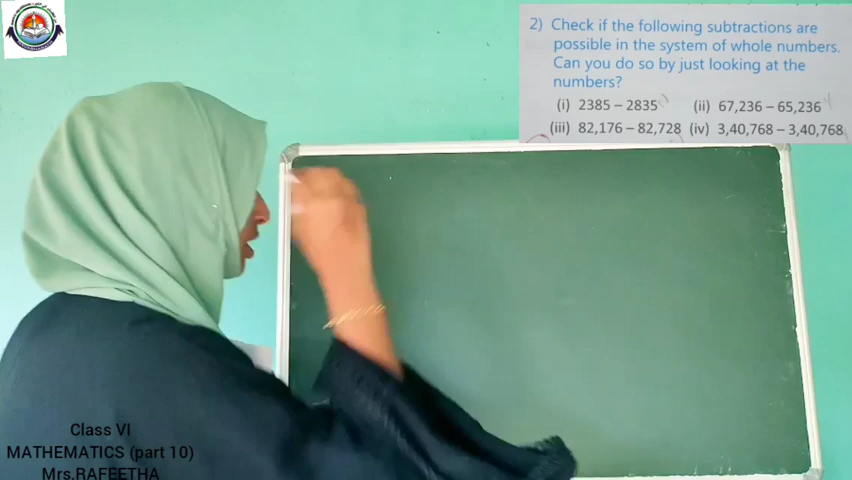 2) Check if the following subtractions are
possible in the system of whole numbers.
Can you do so by just looking at the
numbers?
(i) 2385 – 2835 (ii) 67,236 – 65,236
(iii) 82,176 – 82,728 (iv) 3,40,768 – 3,40,768
Class VI
MATHEMATICS (part 10)
Mrs.RAFEETHA